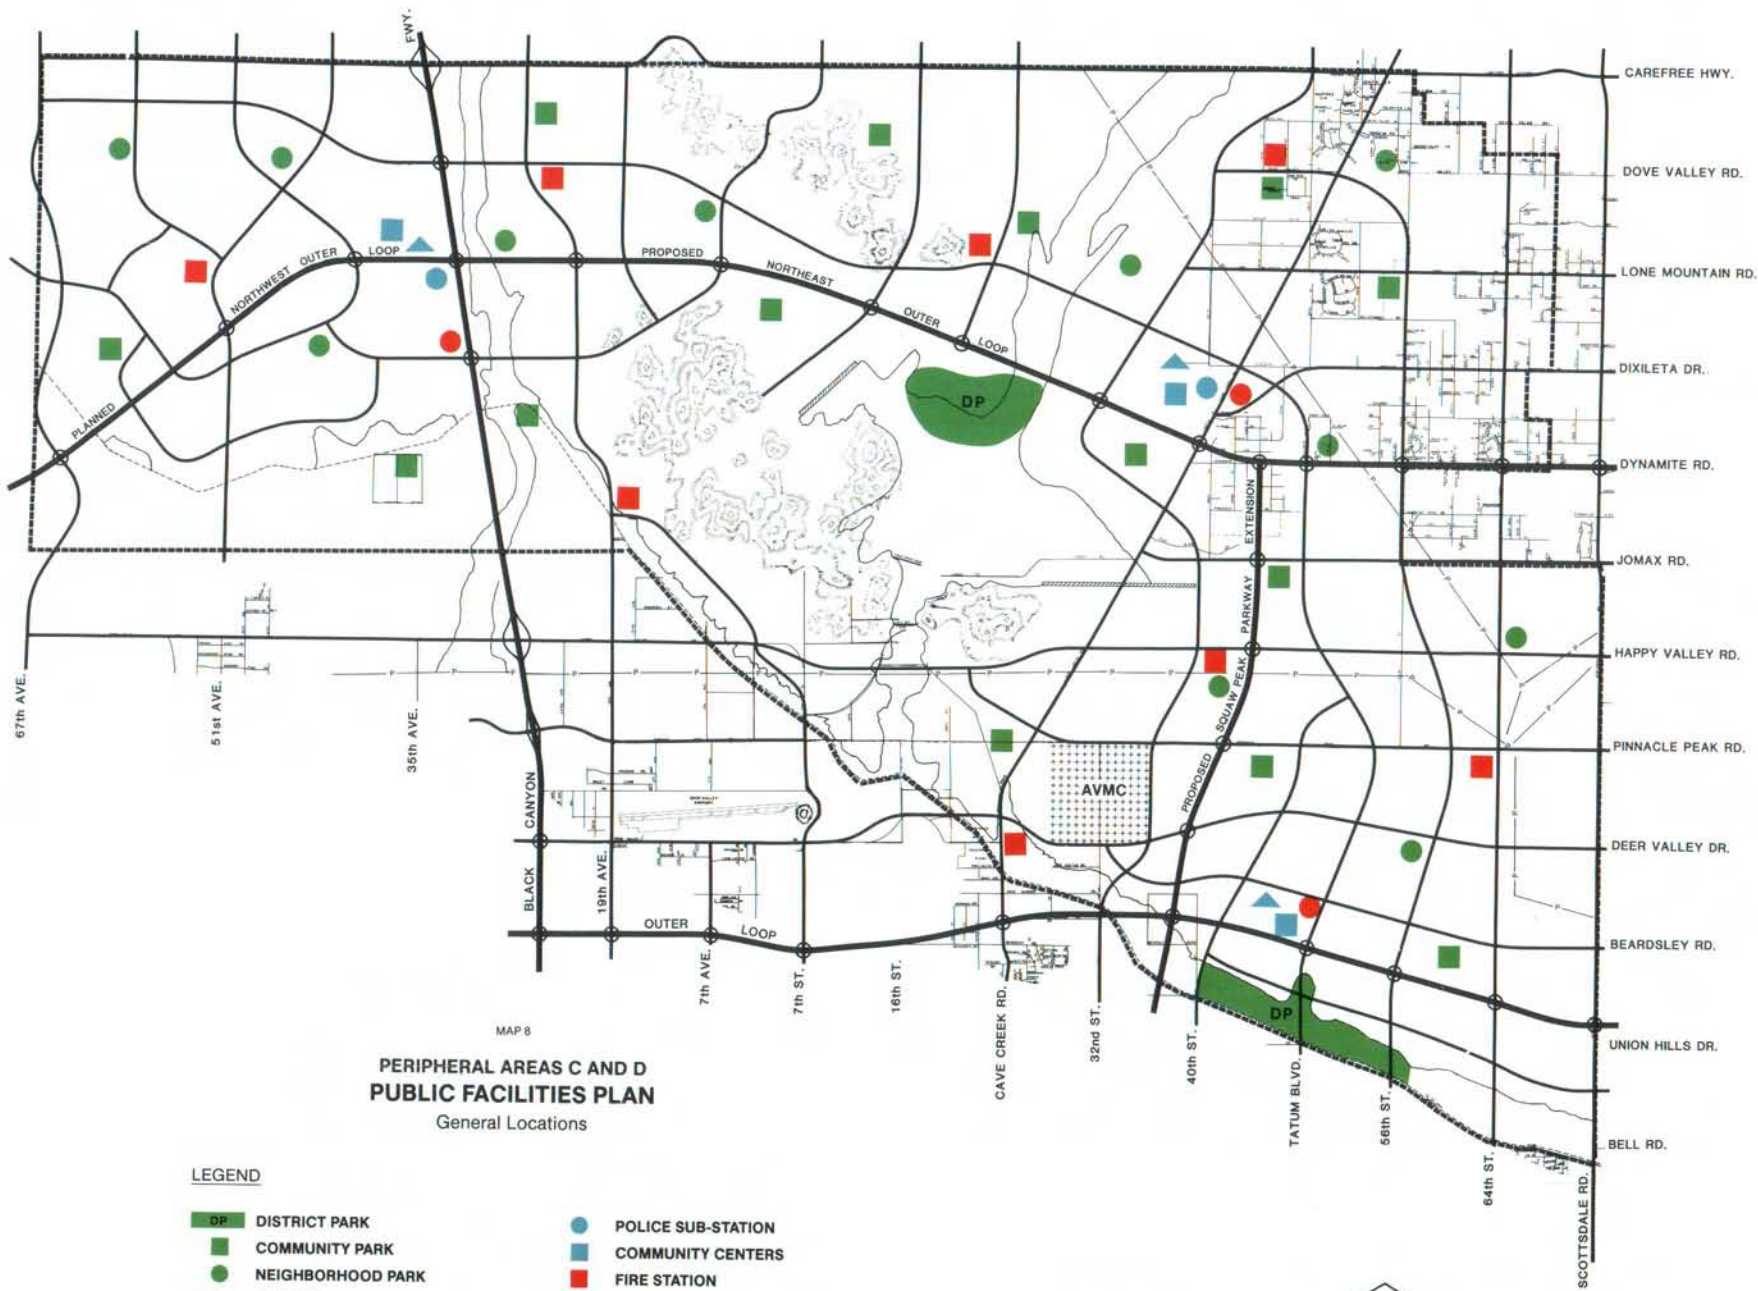 FWY.
CAREFREE HWY.
DOVE VALLEY RD.
LONE MOUNTAIN RD.
DIXILETA DR.
DYNAMITE RD.
JOMAX RD.
HAPPY VALLEY RD.
PINNACLE PEAK RD.
DEER VALLEY DR.
BEARDSLEY RD.
UNION HILLS DR.
BELL RD.
PLANNED
NORTHWEST
OUTER
LOOP
PROPOSED
NORTHEAST
OUTER
LOOP
DP
EXTENSION
PARKWAY
SQUAW PEAK
PROPOSED
AVMC
BLACK
CANYON
OUTER
LOOP
DP
67th AVE.
51st AVE.
35th AVE.
19th AVE.
7th AVE.
7th ST.
16th ST.
CAVE CREEK RD.
32nd ST.
40th ST.
TATUM BLVD.
56th ST.
64th ST.
SCOTTSDALE RD.
MAP 8
PERIPHERAL AREAS C AND D
PUBLIC FACILITIES PLAN
General Locations
LEGEND
DP DISTRICT PARK
COMMUNITY PARK
NEIGHBORHOOD PARK
POLICE SUB-STATION
COMMUNITY CENTERS
FIRE STATION